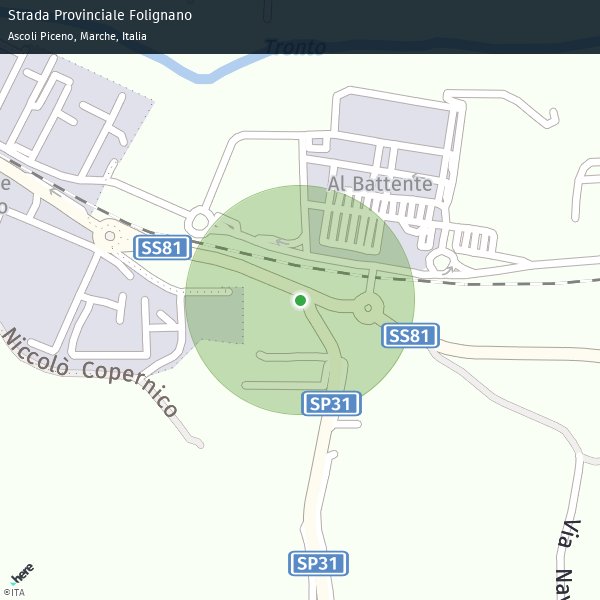 Strada Provinciale Folignano
Ascoli Piceno, Marche, Italia
Tronto
Al Battente
e
o
SS81
SS81
Niccolò Copernico
SP31
SP31
Via Nav
here
©ITA